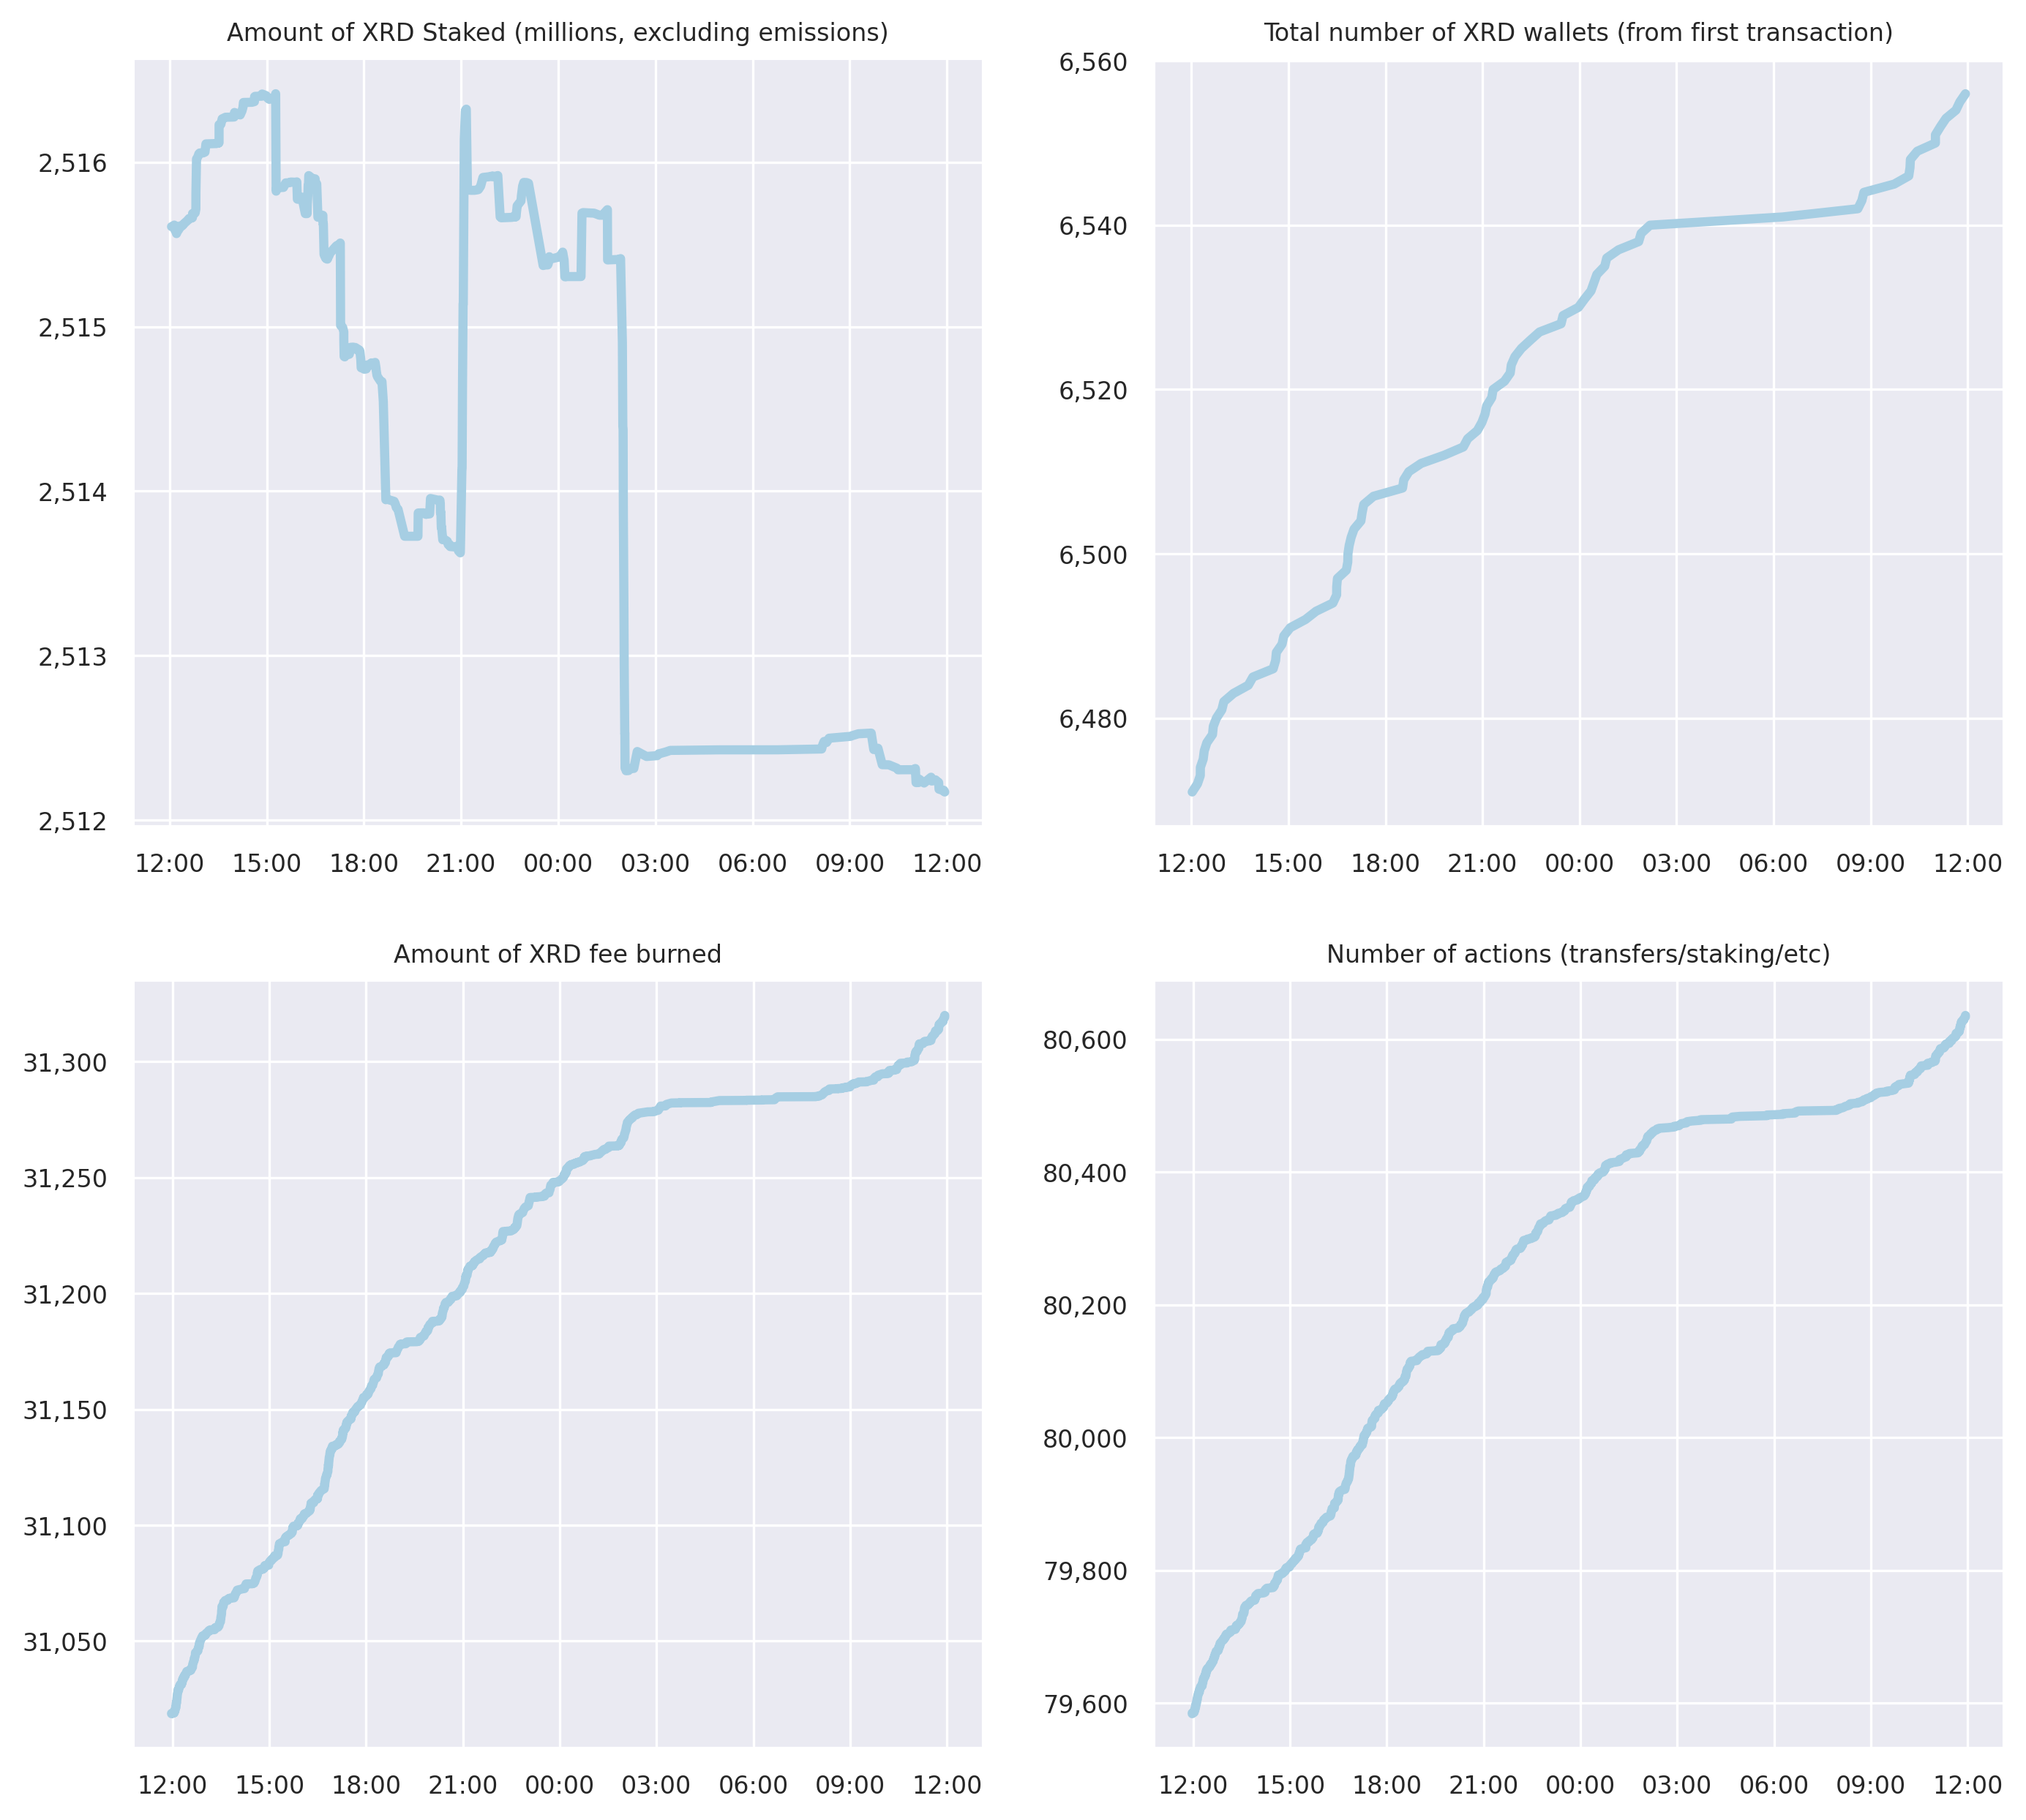 Amount of XRD Staked (millions, excluding emissions)
2,516
2,515
2,514
2,513
2,512
12:00 15:00 18:00 21:00 00:00 03:00 06:00 09:00 12:00
Total number of XRD wallets (from first transaction)
6,560
6,540
6,520
6,500
6,480
12:00 15:00 18:00 21:00 00:00 03:00 06:00 09:00 12:00
Amount of XRD fee burned
31,300
31,250
31,200
31,150
31,100
31,050
12:00 15:00 18:00 21:00 00:00 03:00 06:00 09:00 12:00
Number of actions (transfers/staking/etc)
80,600
80,400
80,200
80,000
79,800
79,600
12:00 15:00 18:00 21:00 00:00 03:00 06:00 09:00 12:00